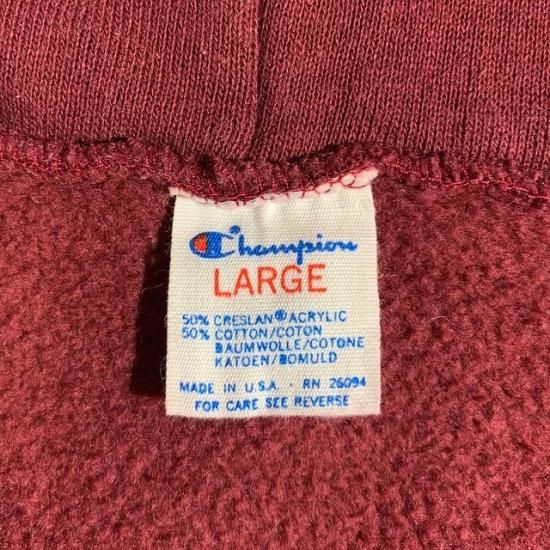 Champion
LARGE
50% CRESLAN® ACRYLIC
50% COTTON/COTON
BAUMWOLLE/COTONE
KATOEN/BOMULD
MADE IN U.S.A. · RN 26094
FOR CARE SEE REVERSE